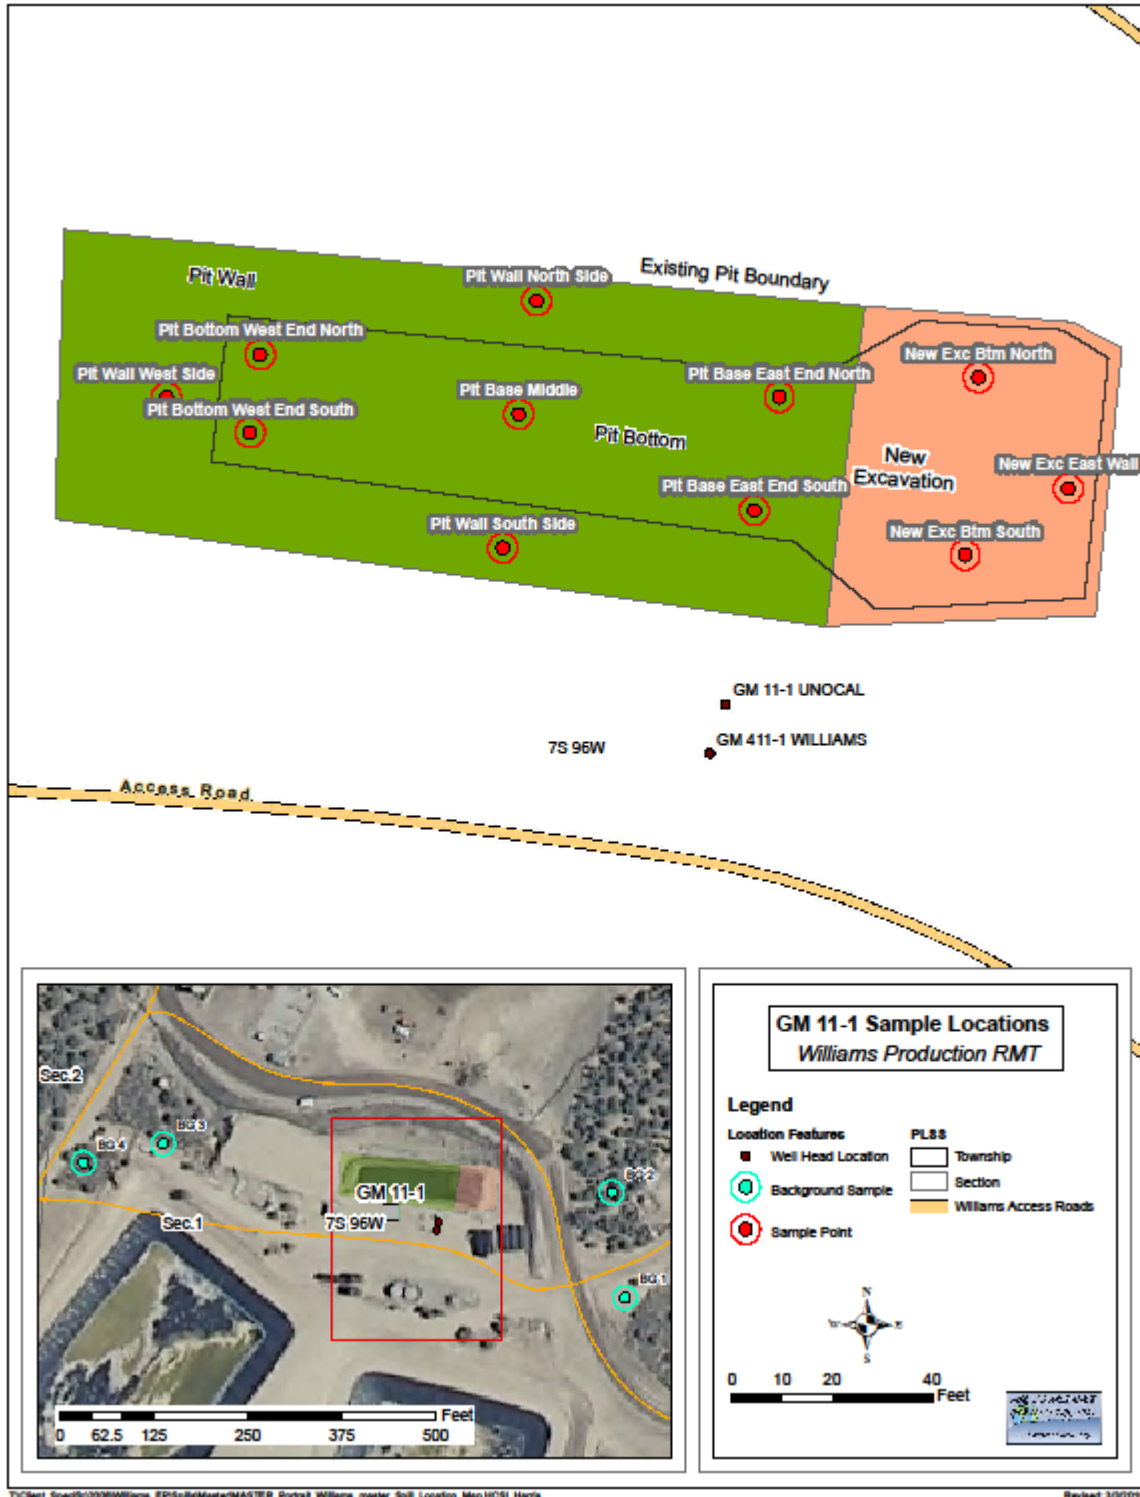 Pit Wall
Pit Wall North Side
Existing Pit Boundary
Pit Bottom West End North
New Exc Btm North
Pit Wall West Side
Pit Base East End North
Pit Base Middle
Pit Bottom West End South
Pit Bottom
New
Excavation
New Exc East Wall
Pit Base East End South
Pit Wall South Side
New Exc Btm South
GM 11-1 UNOCAL
GM 411-1 WILLIAMS
7S 96W
Access Road
Sec.2
BG 3
BG 4
BG 2
GM 11-1
7S 96W
Sec.1
BG 1
Feet
0 62.5 125 250 375 500
GM 11-1 Sample Locations
Williams Production RMT
Legend
Location Features
PLSS
Well Head Location
Township
Background Sample
Section
Williams Access Roads
Sample Point
N
W E
S
0 10 20 40
Feet